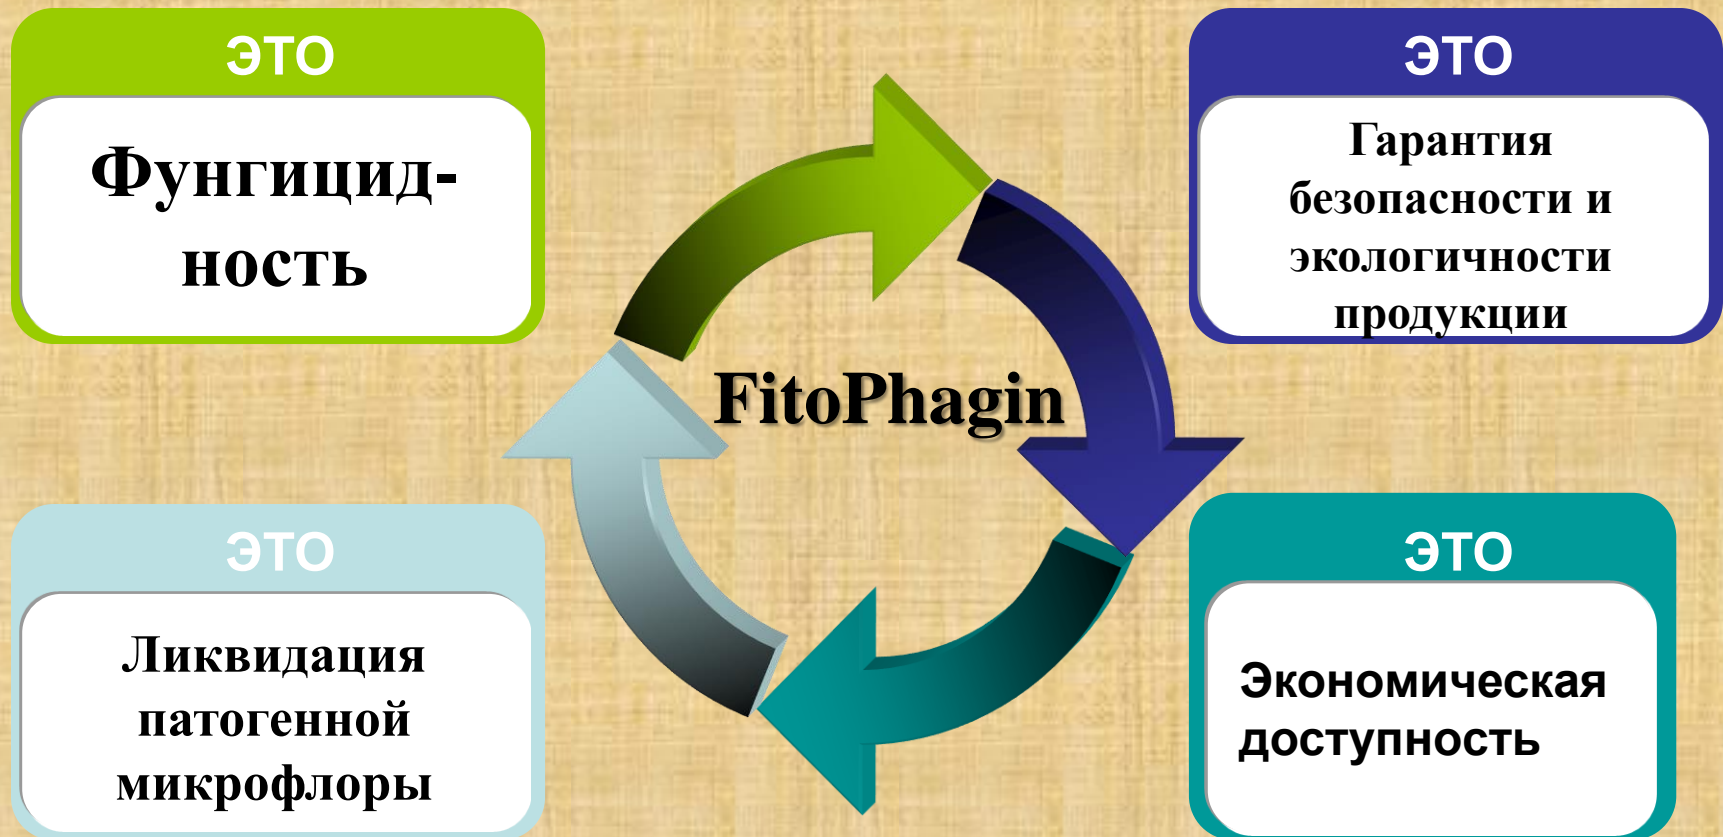 ЭТО
Фунгицид-
ность
ЭТО
Гарантия
безопасности и
экологичности
продукции
FitoPhagin
ЭТО
Ликвидация
патогенной
микрофлоры
ЭТО
Экономическая
доступность